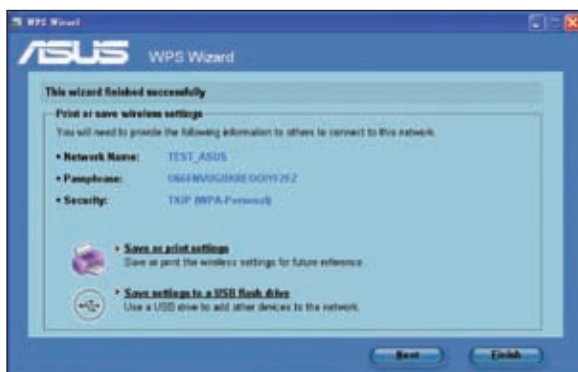 WPS Wizard
ASUS WPS Wizard
This wizard finished successfully
Print or save wireless settings
You will need to provide the following information to others to connect to this network.
• Network Name: TEST_ASUS
• Passphrase:
• Security: TKIP (WPA-Personal)
• Save or print settings
Save or print the wireless settings for future reference.
• Save settings to a USB flash drive
Use a USB drive to add other devices to the network.
Next Finish